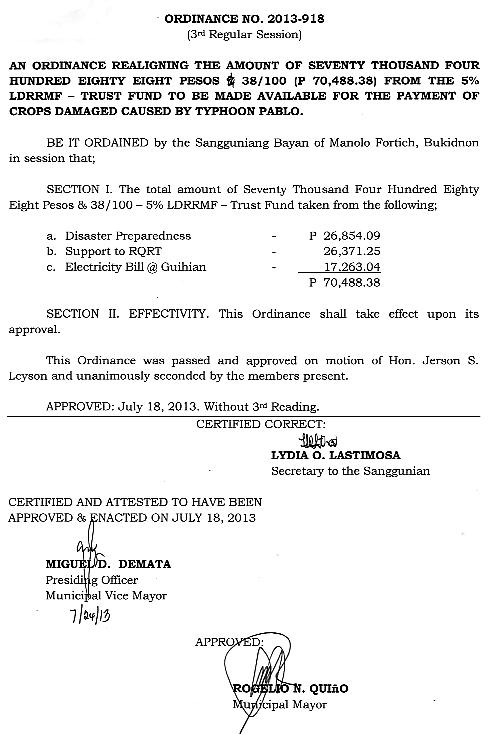 ORDINANCE NO. 2013-918
(3rd Regular Session)
AN ORDINANCE REALIGNING THE AMOUNT OF SEVENTY THOUSAND FOUR
HUNDRED EIGHTY EIGHT PESOS & 38/100 (P 70,488.38) FROM THE 5%
LDRRMF – TRUST FUND TO BE MADE AVAILABLE FOR THE PAYMENT OF
CROPS DAMAGED CAUSED BY TYPHOON PABLO.
BE IT ORDAINED by the Sangguniang Bayan of Manolo Fortich, Bukidnon
in session that;
SECTION I. The total amount of Seventy Thousand Four Hundred Eighty
Eight Pesos & 38/100 – 5% LDRRMF – Trust Fund taken from the following;
a. Disaster Preparedness - P 26,854.09
b. Support to RQRT - 26,371.25
c. Electricity Bill @ Guihian - 17.263.04
P 70,488.38
SECTION II. EFFECTIVITY. This Ordinance shall take effect upon its
approval.
This Ordinance was passed and approved on motion of Hon. Jerson S.
Leyson and unanimously seconded by the members present.
APPROVED: July 18, 2013. Without 3rd Reading.
CERTIFIED CORRECT:
LYDIA O. LASTIMOSA
Secretary to the Sanggunian
CERTIFIED AND ATTESTED TO HAVE BEEN
APPROVED & ENACTED ON JULY 18, 2013
MIGUEL D. DEMATA
Presiding Officer
Municipal Vice Mayor
7/24/13
APPROVED:
ROGELIO N. QUIñO
Municipal Mayor